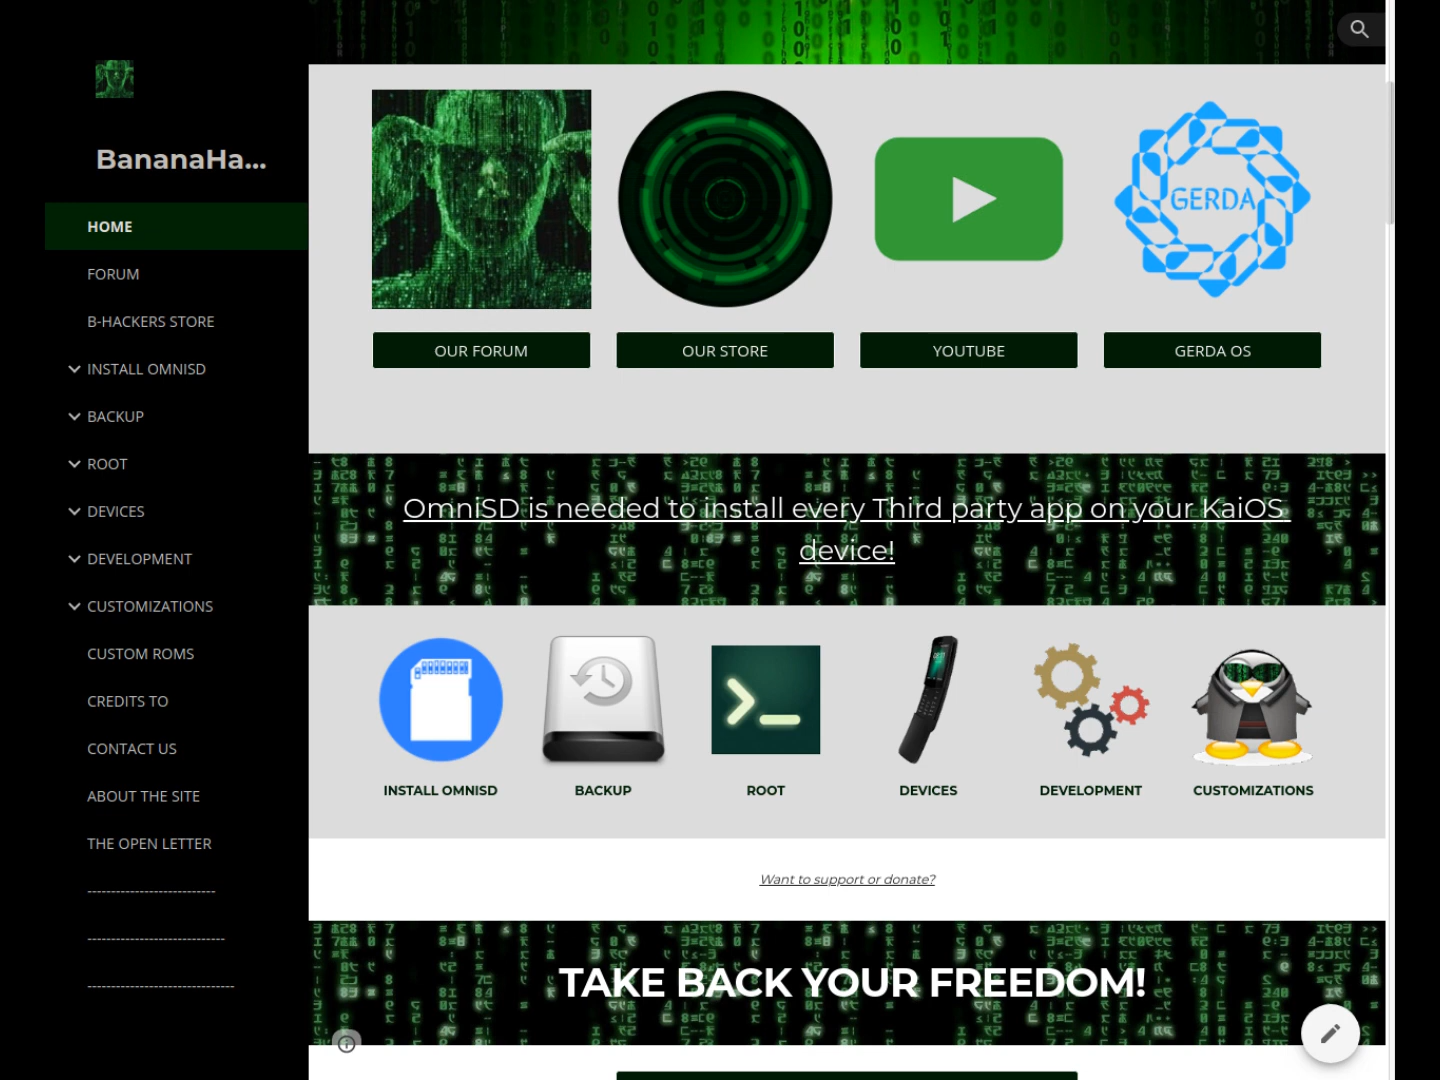 BananaHa...
HOME
FORUM
B-HACKERS STORE
INSTALL OMNISD
BACKUP
ROOT
DEVICES
DEVELOPMENT
CUSTOMIZATIONS
CUSTOM ROMS
CREDITS TO
CONTACT US
ABOUT THE SITE
THE OPEN LETTER
---------------------------
-----------------------------
-------------------------------
GERDA
OUR FORUM
OUR STORE
YOUTUBE
GERDA OS
OmniSD is needed to install every Third party app on your KaiOS
device!
INSTALL OMNISD
BACKUP
ROOT
DEVICES
DEVELOPMENT
CUSTOMIZATIONS
Want to support or donate?
TAKE BACK YOUR FREEDOM!